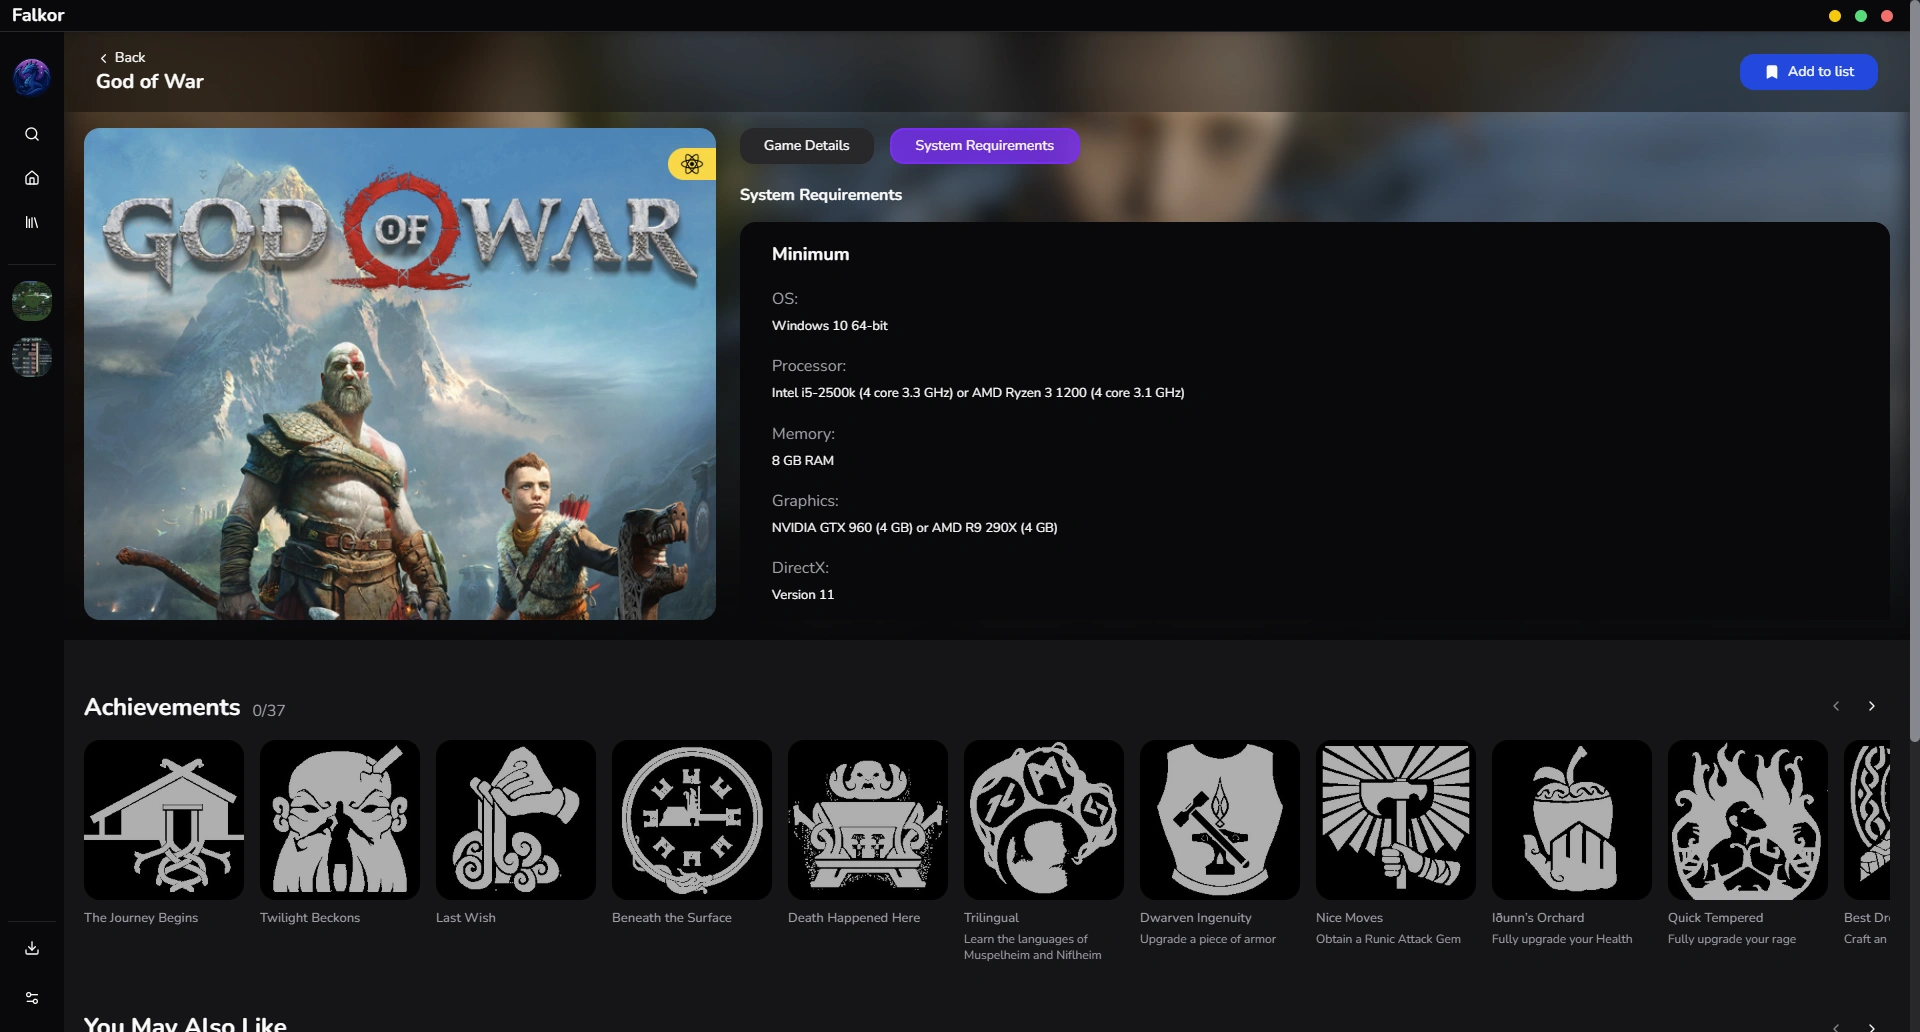 Falkor
Back
God of War
Add to list
GOD OF WAR
Game Details
System Requirements
System Requirements
Minimum
OS:
Windows 10 64-bit
Processor:
Intel i5-2500k (4 core 3.3 GHz) or AMD Ryzen 3 1200 (4 core 3.1 GHz)
Memory:
8 GB RAM
Graphics:
NVIDIA GTX 960 (4 GB) or AMD R9 290X (4 GB)
DirectX:
Version 11
Achievements 0/37
The Journey Begins
Twilight Beckons
Last Wish
Beneath the Surface
Death Happened Here
Trilingual
Learn the languages of
Muspelheim and Niflheim
Dwarven Ingenuity
Upgrade a piece of armor
Nice Moves
Obtain a Runic Attack Gem
Iðunn's Orchard
Fully upgrade your Health
Quick Tempered
Fully upgrade your rage
Best
Craft an
You May Also Like